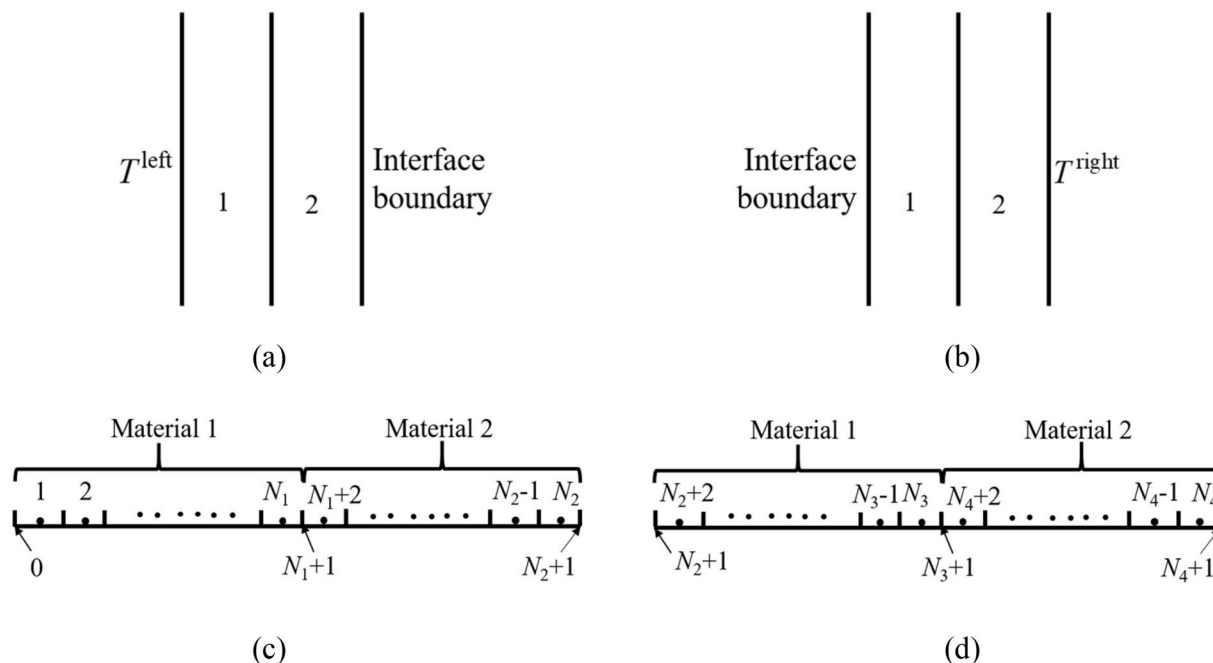 T^left
1
2
Interface
boundary
Interface
boundary
1
2
T^right
(a)
(b)
Material 1
Material 2
1 2 N₁ N₁+2 N₂-1 N₂
0 N₁+1 N₂+1
Material 1
Material 2
N₂+2 N₃-1 N₃ N₄+2 N₄-1 N₄
N₂+1 N₃+1 N₄+1
(c)
(d)